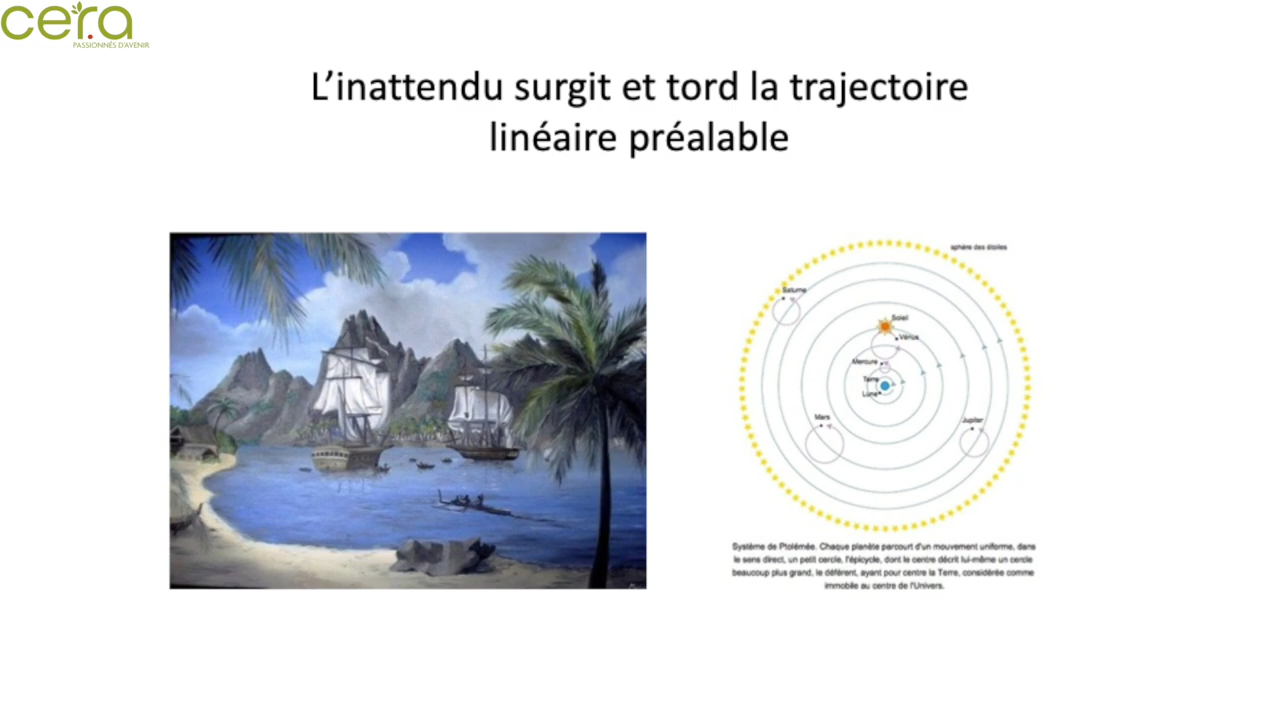 cera
PASSIONNÉS D'AVENIR
L'inattendu surgit et tord la trajectoire
linéaire préalable
sphère des étoiles
Saturne
Soleil
Vénus
Mercure
Terre
Lune
Mars
Jupiter
Système de Ptolémée. Chaque planète parcourt d'un mouvement uniforme, dans
le sens direct, un petit cercle, l'épicycle, dont le centre décrit lui-même un cercle
beaucoup plus grand, le déférent, ayant pour centre la Terre, considérée comme
immobile au centre de l'Univers.